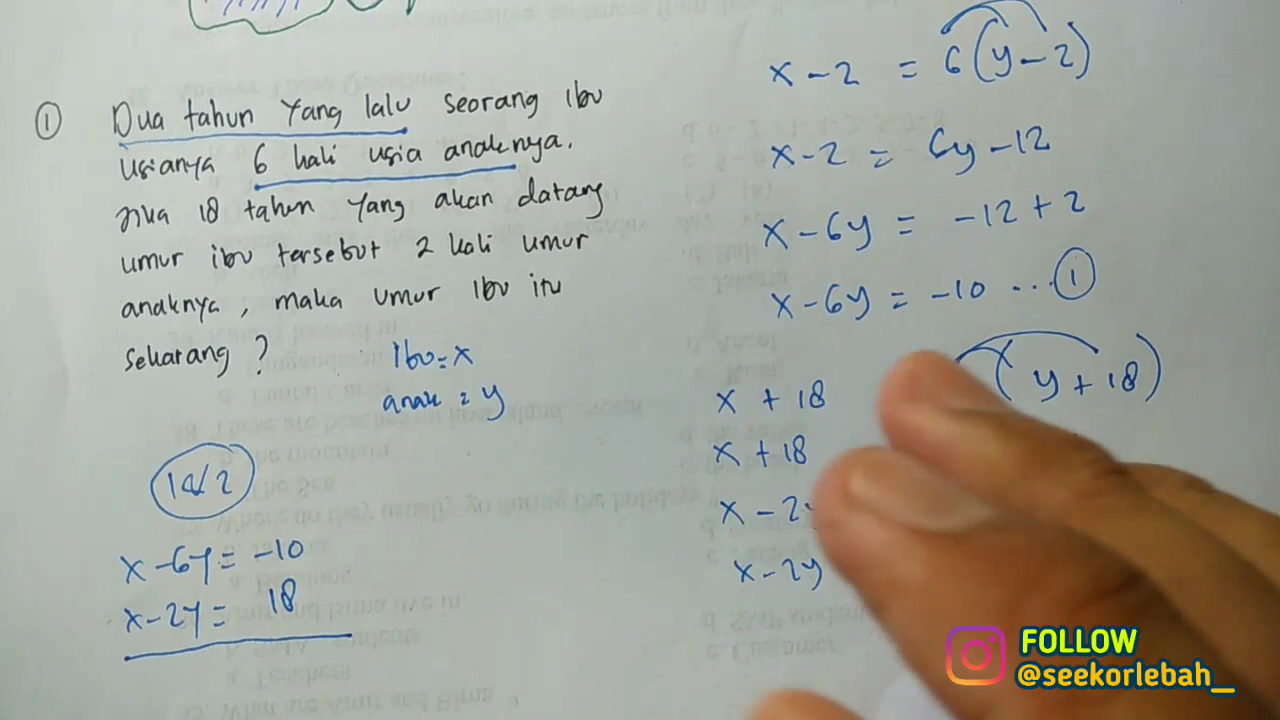 ① Dua tahun yang lalu seorang ibu
usianya 6 kali usia anaknya.
Jika 18 tahun yang akan datang
umur ibu tersebut 2 kali umur
anaknya, maka umur Ibu itu
sekarang?
Ibu = x
anak = y
1 & 2
x - 6y = -10
x - 2y = 18
x - 2 = 6(y - 2)
x - 2 = 6y - 12
x - 6y = -12 + 2
x - 6y = -10 ... ①
x + 18 (y + 18)
x + 18
x - 2
x - 2y
FOLLOW
@seekorlebah_